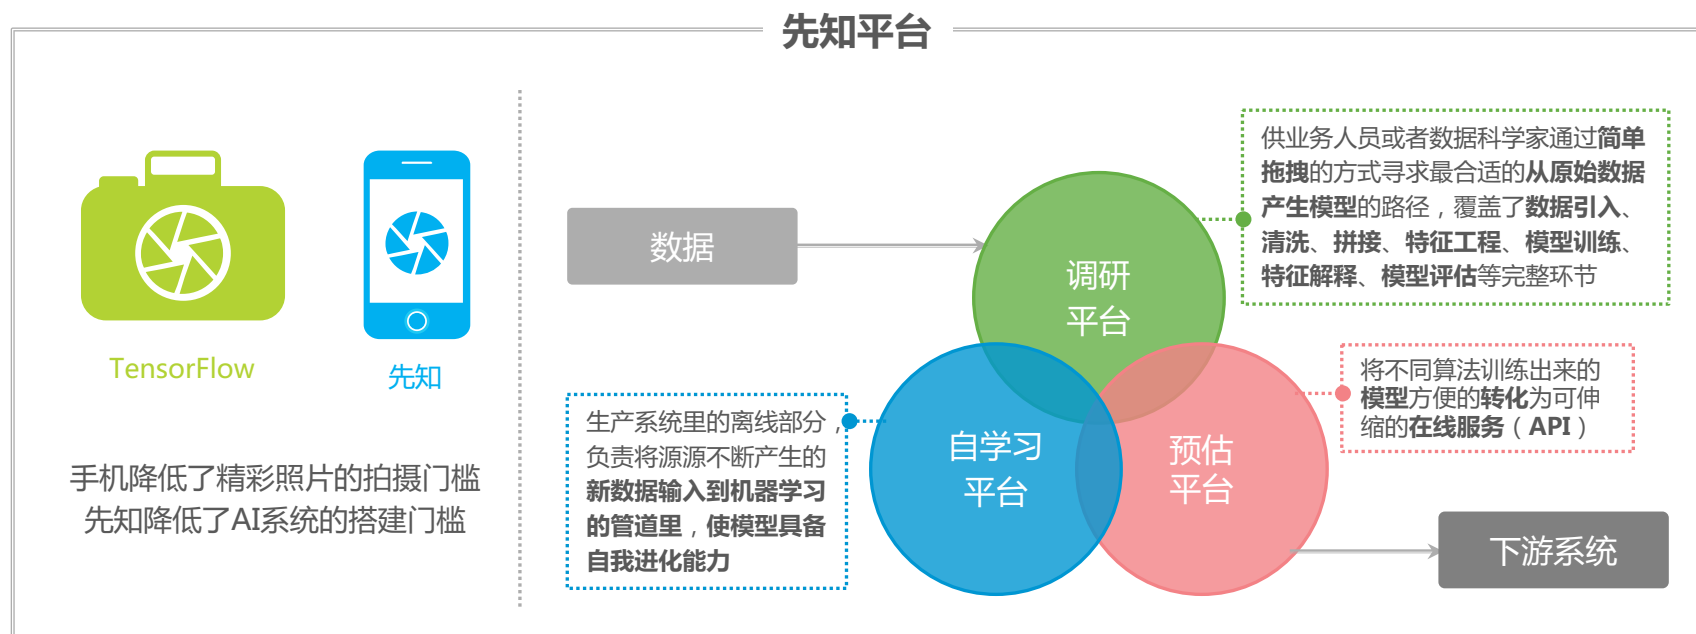 先知平台
TensorFlow
先知
手机降低了精彩照片的拍摄门槛
先知降低了AI系统的搭建门槛
数据
调研
平台
供业务人员或者数据科学家通过简单
拖拽的方式寻求最合适的从原始数据
产生模型的路径，覆盖了数据引入、
清洗、拼接、特征工程、模型训练、
特征解释、模型评估等完整环节
生产系统里的离线部分，
负责将源源不断产生的
新数据输入到机器学习
的管道里，使模型具备
自我进化能力
自学习
平台
预估
平台
将不同算法训练出来的
模型方便的转化为可伸
缩的在线服务（API）
下游系统